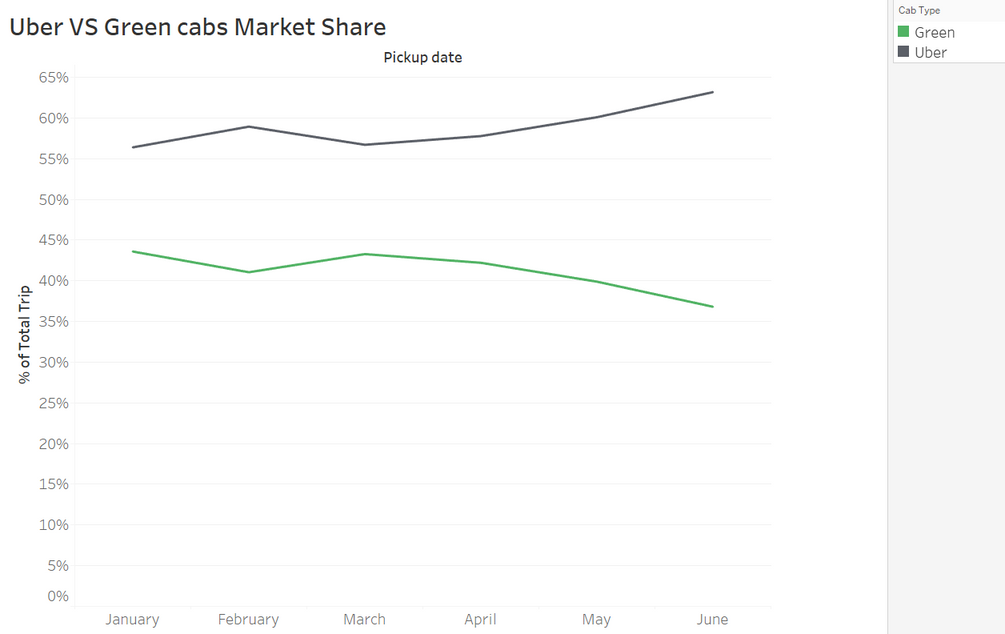 Uber VS Green cabs Market Share
Pickup date
Cab Type
Green
Uber
% of Total Trip
65%
60%
55%
50%
45%
40%
35%
30%
25%
20%
15%
10%
5%
0%
January February March April May June